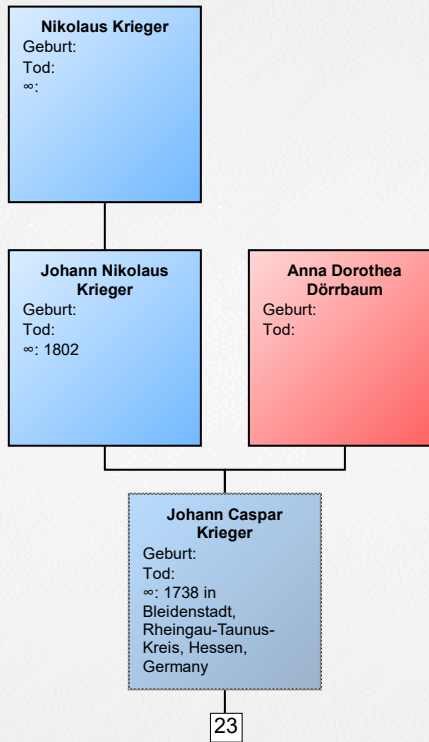 Nikolaus Krieger
Geburt:
Tod:
∞:
Johann Nikolaus
Krieger
Geburt:
Tod:
∞: 1802
Anna Dorothea
Dörrbaum
Geburt:
Tod:
Johann Caspar
Krieger
Geburt:
Tod:
∞: 1738 in
Bleidenstadt,
Rheingau-Taunus-
Kreis, Hessen,
Germany
23